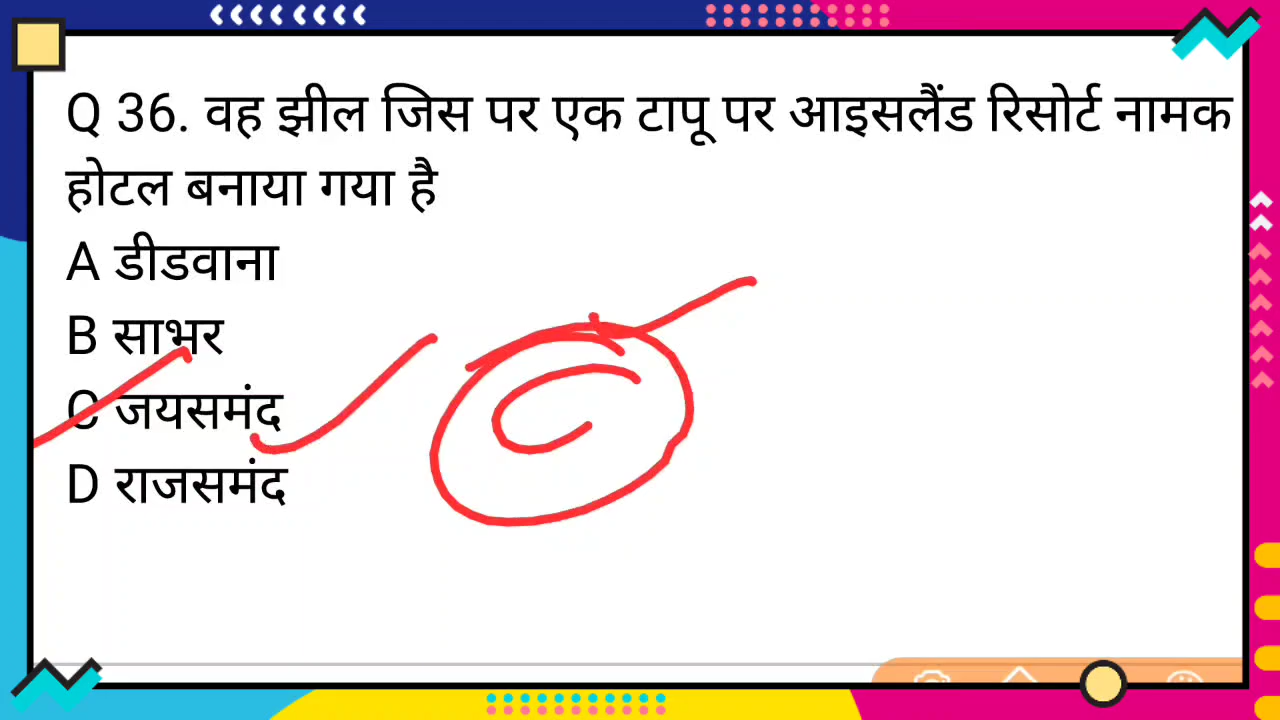 Q 36. वह झील जिस पर एक टापू पर आइसलैंड रिसोर्ट नामक
होटल बनाया गया है
A डीडवाना
B साभर
C जयसमंद
D राजसमंद